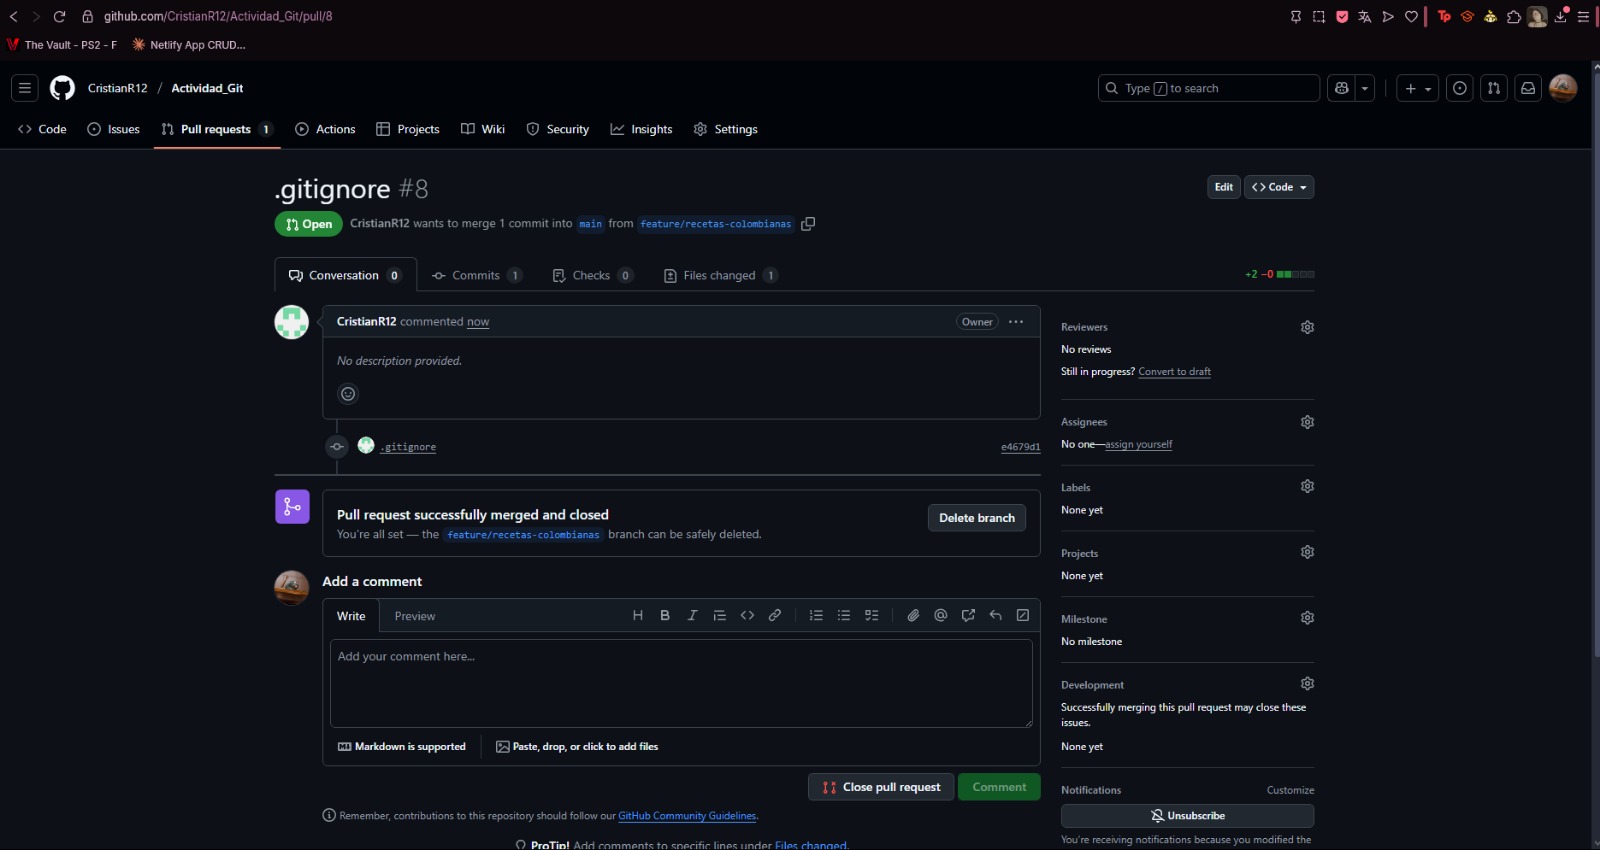 github.com/CristianR12/Actividad_Git/pull/8
The Vault - PS2 - F
Netlify App CRUD...
CristianR12 / Actividad_Git
Type / to search
Code
Issues
Pull requests 1
Actions
Projects
Wiki
Security
Insights
Settings
.gitignore #8
Edit
Code
Open
CristianR12 wants to merge 1 commit into main from feature/recetas-colombianas
Conversation 0
Commits 1
Checks 0
Files changed 1
+2 −0
CristianR12 commented now
Owner
No description provided.
.gitignore
e4679d1
Pull request successfully merged and closed
You're all set — the feature/recetas-colombianas branch can be safely deleted.
Delete branch
Add a comment
Write
Preview
Add your comment here...
Markdown is supported
Paste, drop, or click to add files
Close pull request
Comment
Remember, contributions to this repository should follow our GitHub Community Guidelines.
ProTip! Add comments to specific lines under Files changed.
Reviewers
No reviews
Still in progress? Convert to draft
Assignees
No one—assign yourself
Labels
None yet
Projects
None yet
Milestone
No milestone
Development
Successfully merging this pull request may close these
issues.
None yet
Notifications
Customize
Unsubscribe
You're receiving notifications because you modified the